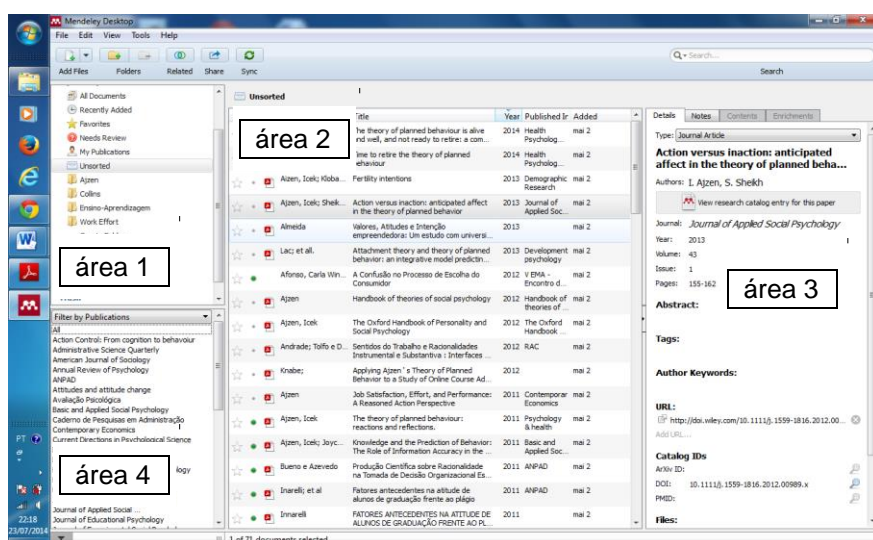 Mendeley Desktop
File Edit View Tools Help
Add Files Folders Related Share Sync
Search...
Search
All Documents
Recently Added
Favorites
Needs Review
My Publications
Unsorted
Ajzen
Collins
Ensino-Aprendizagem
Work Effort
área 1
Filter by Publications
All
Action Control: From cognition to behavour
Administrative Science Quarterly
American Journal of Sociology
Annual Review of Psychology
ANPAD
Attitudes and attitude change
Avaliação Psicológica
Basic and Applied Social Psychology
Caderno de Pesquisas em Administração
Contemporary Economics
Current Directions in Psychological Science
área 4
Journal of Applied Social ...
Journal of Educational Psychology
Unsorted
área 2
Title Year Published In Added
The theory of planned behaviour is alive 2014 Health mai 2
and well, and not ready to retire: a com... Psycholog...
Time to retire the theory of planned 2014 Health mai 2
behaviour Psycholog...
Ajzen, Icek; Kloba... Fertility intentions 2013 Demographic mai 2
Research
Ajzen, Icek; Sheik... Action versus inaction: anticipated affect 2013 Journal of mai 2
in the theory of planned behavior Applied Soc...
Almeida Valores, Atitudes e Intenção 2013 mai 2
empreendedora: Um estudo com universi...
Lac; et all. Attachment theory and theory of planned 2013 Development mai 2
behavior: an integrative model predictin... psychology
Afonso, Carla Win... A Confusão no Processo de Escolha do 2012 V EMA - mai 2
Consumidor Encontro d...
Ajzen Handbook of theories of social psychology 2012 Handbook of mai 2
theories of ...
Ajzen, Icek The Oxford Handbook of Personality and 2012 The Oxford mai 2
Social Psychology Handbook ...
Andrade; Tolfo e D... Sentidos do Trabalho e Racionalidades 2012 RAC mai 2
Instrumental e Substantiva : Interfaces ...
Knabe; Applying Ajzen ' s Theory of Planned 2012 mai 2
Behavior to a Study of Online Course Ad...
Ajzen Job Satisfaction, Effort, and Performance: 2011 Contemporar mai 2
A Reasoned Action Perspective Economics
Ajzen, Icek The theory of planned behaviour: 2011 Psychology mai 2
reactions and reflections. & health
Ajzen, Icek; Joyc... Knowledge and the Prediction of Behavior: 2011 Basic and mai 2
The Role of Information Accuracy in the ... Applied Soc...
Bueno e Azevedo Produção Científica sobre Racionalidade 2011 ANPAD mai 2
na Tomada de Decisão Organizacional Es...
Inarelli; et al Fatores antecedentes na atitude de 2011 ANPAD mai 2
alunos de graduação frente ao plágio
Innarelli FATORES ANTECEDENTES NA ATITUDE DE 2011 mai 2
ALUNOS DE GRADUAÇÃO FRENTE AO PL...
1 of 71 documents selected
Details Notes Contents Enrichments
Type: Journal Article
Action versus inaction: anticipated
affect in the theory of planned beha...
Authors: I. Ajzen, S. Sheikh
View research catalog entry for this paper
Journal: Journal of Applied Social Psychology
Year: 2013
Volume: 43
Issue: 1
Pages: 155-162
área 3
Abstract:
Tags:
Author Keywords:
URL:
http://doi.wiley.com/10.1111/j.1559-1816.2012.00...
Add URL...
Catalog IDs
ArXiv ID:
DOI: 10.1111/j.1559-1816.2012.00989.x
PMID:
Files:
PT
22:18
23/07/2014